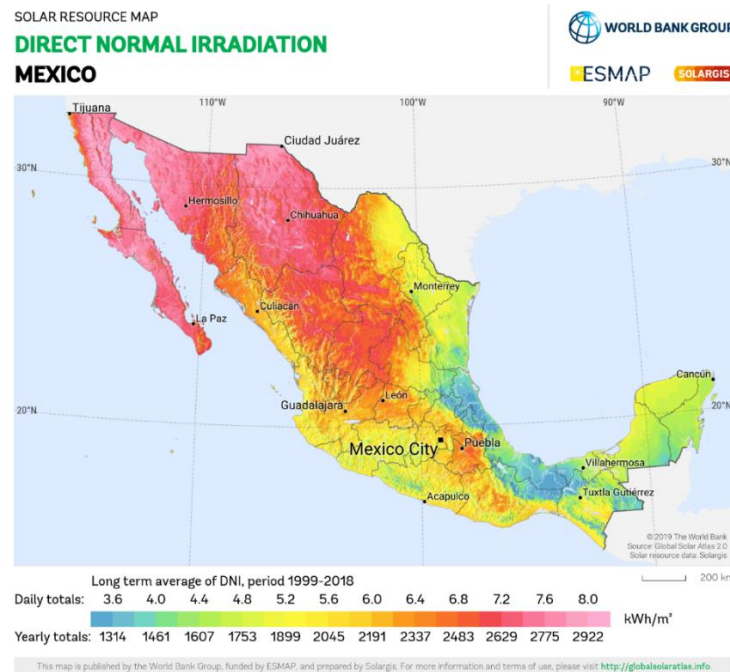 SOLAR RESOURCE MAP
DIRECT NORMAL IRRADIATION
MEXICO
WORLD BANK GROUP
ESMAP
SOLARGIS
110°W 100°W 90°W
Tijuana
Ciudad Juárez
30°N 30°N
Hermosillo
Chihuahua
Monterrey
Culiacán
La Paz
Cancún
León
20°N 20°N
Guadalajara
Mexico City
Puebla
Villahermosa
Acapulco
Tuxtla Gutiérrez
© 2019 The World Bank
Source: Global Solar Atlas 2.0
Solar resource data: Solargis
200 km
Long term average of DNI, period 1999-2018
Daily totals: 3.6 4.0 4.4 4.8 5.2 5.6 6.0 6.4 6.8 7.2 7.6 8.0
kWh/m²
Yearly totals: 1314 1461 1607 1753 1899 2045 2191 2337 2483 2629 2775 2922
This map is published by the World Bank Group, funded by ESMAP, and prepared by Solargis. For more information and terms of use, please visit http://globalsolaratlas.info.